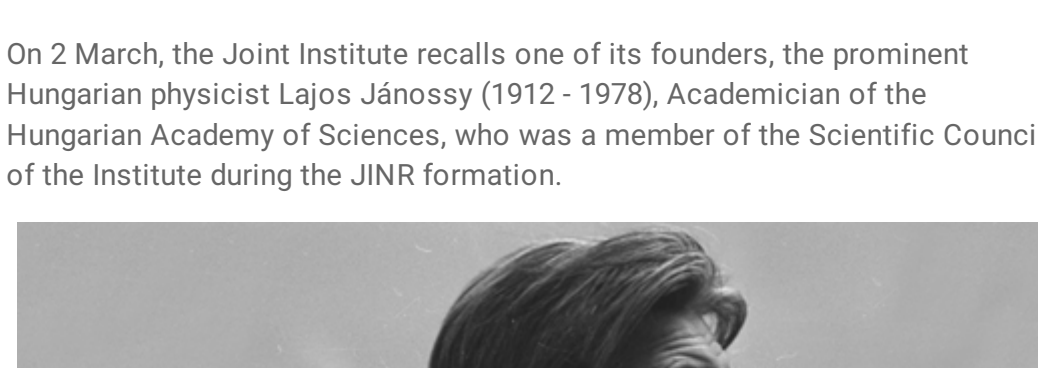 On 2 March, the Joint Institute recalls one of its founders, the prominent
Hungarian physicist Lajos Jánossy (1912 - 1978), Academician of the
Hungarian Academy of Sciences, who was a member of the Scientific Counci
of the Institute during the JINR formation.